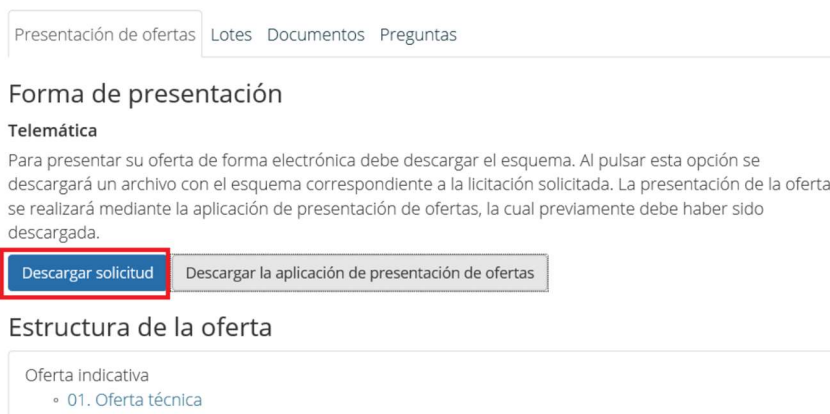 Presentación de ofertas Lotes Documentos Preguntas
Forma de presentación
Telemática
Para presentar su oferta de forma electrónica debe descargar el esquema. Al pulsar esta opción se
descargará un archivo con el esquema correspondiente a la licitación solicitada. La presentación de la oferta
se realizará mediante la aplicación de presentación de ofertas, la cual previamente debe haber sido
descargada.
Descargar solicitud Descargar la aplicación de presentación de ofertas
Estructura de la oferta
Oferta indicativa
◦ 01. Oferta técnica